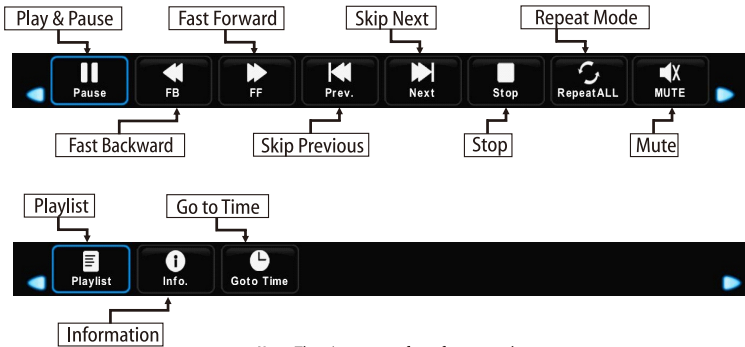 Play & Pause
Fast Forward
Skip Next
Repeat Mode
Pause
FB
FF
Prev.
Next
Stop
RepeatALL
MUTE
Fast Backward
Skip Previous
Stop
Mute
Playlist
Go to Time
Playlist
Info.
Goto Time
Information